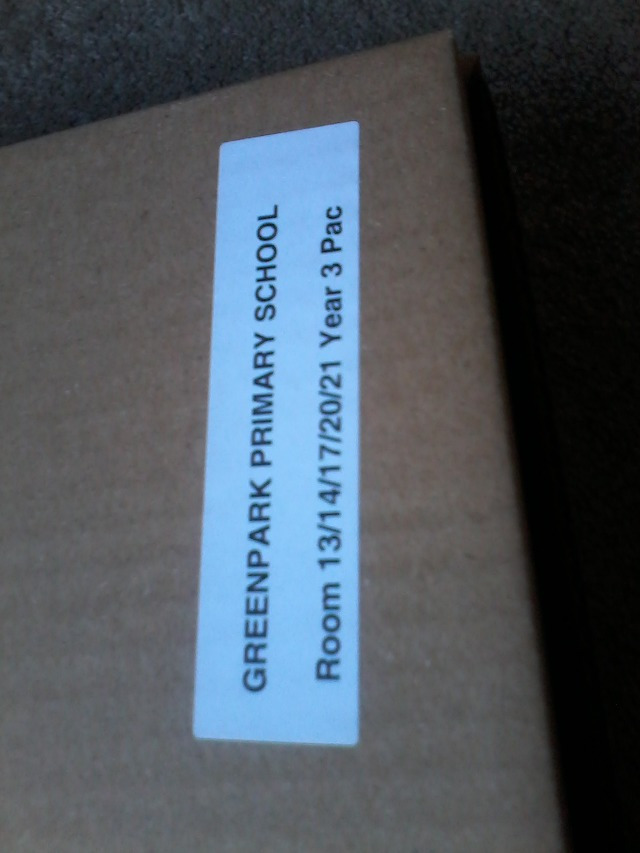 GREENPARK PRIMARY SCHOOL
Room 13/14/17/20/21 Year 3 Pac